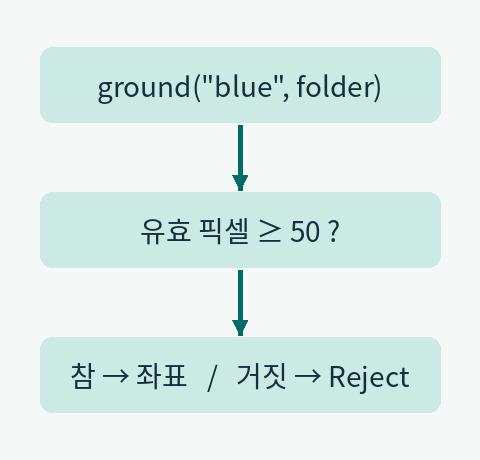 ground("blue", folder)
유효 픽셀 ≥ 50 ?
참 → 좌표 / 거짓 → Reject